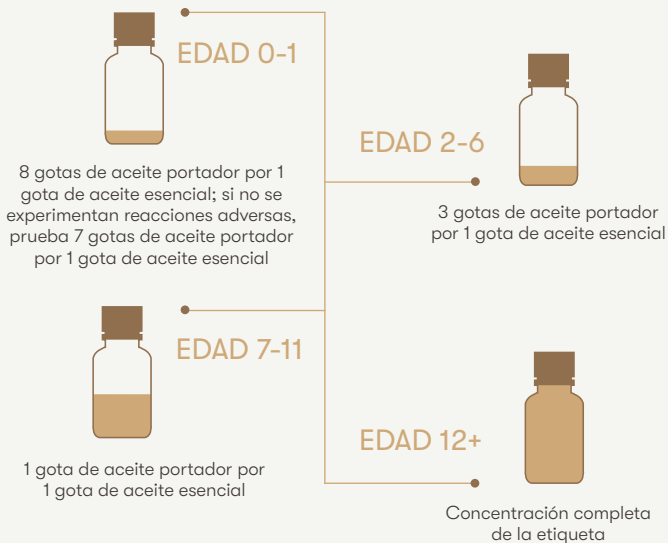 EDAD 0-1
8 gotas de aceite portador por 1
gota de aceite esencial; si no se
experimentan reacciones adversas,
prueba 7 gotas de aceite portador
por 1 gota de aceite esencial
EDAD 2-6
3 gotas de aceite portador
por 1 gota de aceite esencial
EDAD 7-11
1 gota de aceite portador por
1 gota de aceite esencial
EDAD 12+
Concentración completa
de la etiqueta